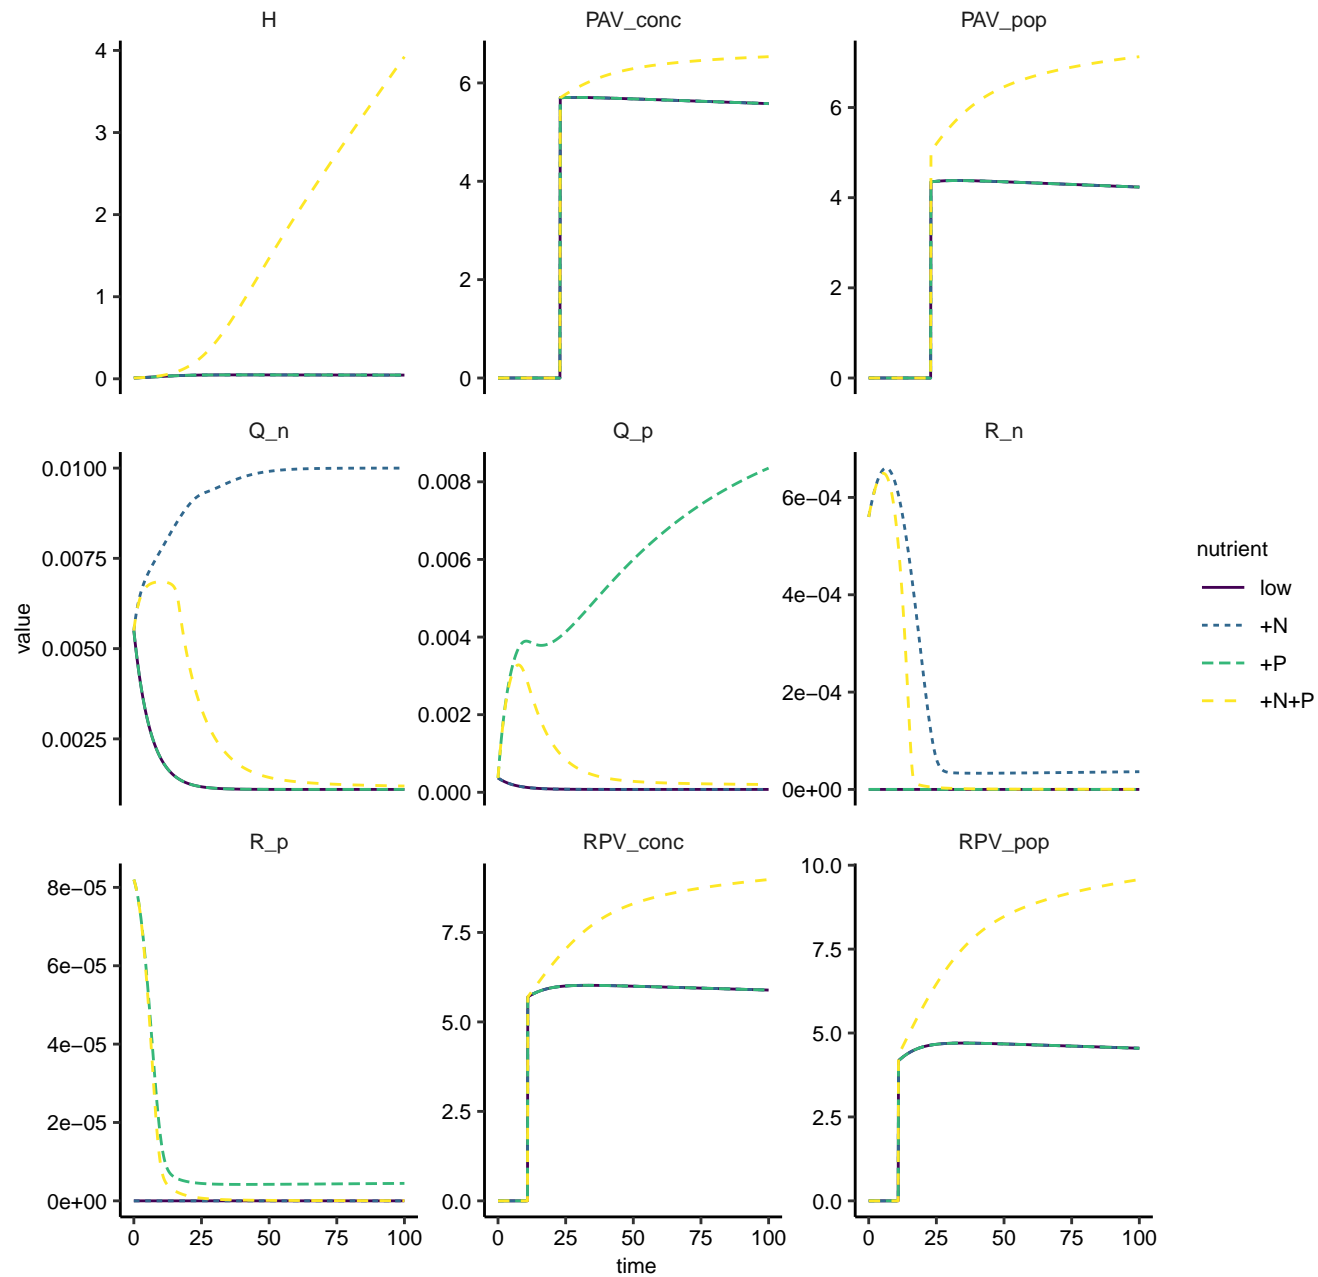 H PAV_conc PAV_pop
4
3
2
1
0
6
4
2
0
6
4
2
0
Q_n Q_p R_n
0.0100
0.0075
0.0050
0.0025
0.008
0.006
0.004
0.002
0.000
6e−04
4e−04
2e−04
0e+00
R_p RPV_conc RPV_pop
8e−05
6e−05
4e−05
2e−05
0e+00
7.5
5.0
2.5
0.0
10.0
7.5
5.0
2.5
0.0
0 25 50 75 100
0 25 50 75 100
0 25 50 75 100
time
value
nutrient
low
+N
+P
+N+P